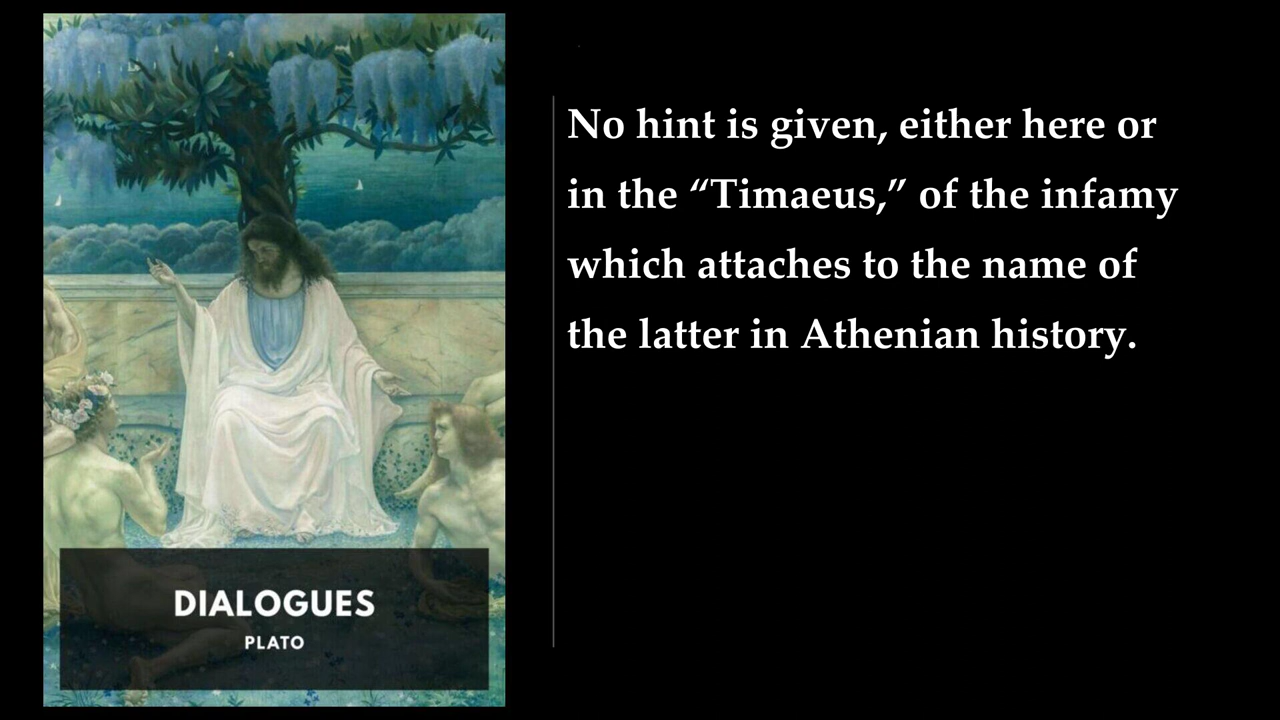 No hint is given, either here or
in the “Timaeus,” of the infamy
which attaches to the name of
the latter in Athenian history.
DIALOGUES
PLATO